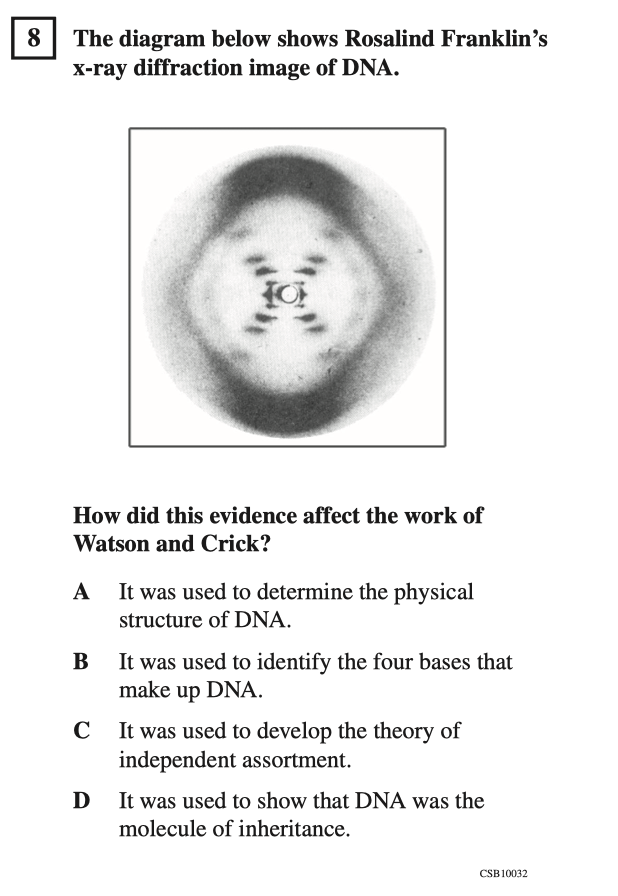 8 The diagram below shows Rosalind Franklin’s
x-ray diffraction image of DNA.
How did this evidence affect the work of
Watson and Crick?
A It was used to determine the physical
structure of DNA.
B It was used to identify the four bases that
make up DNA.
C It was used to develop the theory of
independent assortment.
D It was used to show that DNA was the
molecule of inheritance.
CSB10032